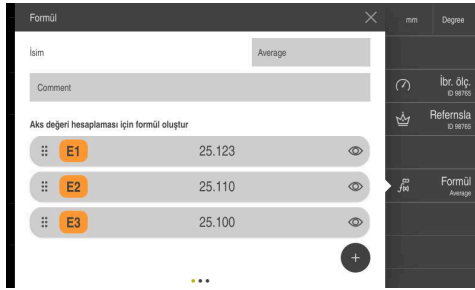 Formül
İsim
Average
Comment
Aks değeri hesaplaması için formül oluştur
E1 25.123
E2 25.110
E3 25.100
+
mm Degree
İbr. ölç.
ID 98765
Refernsla
ID 98765
Formül
Average